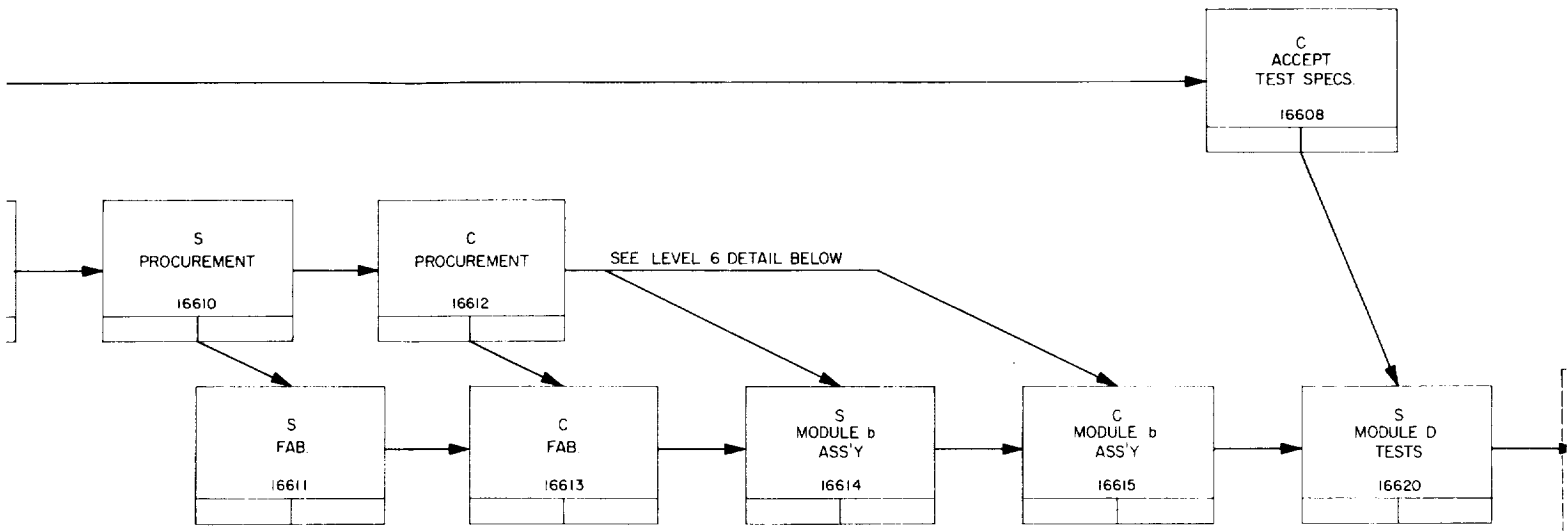 C
ACCEPT
TEST SPECS.
16608
S
PROCUREMENT
16610
C
PROCUREMENT
16612
SEE LEVEL 6 DETAIL BELOW
S
FAB.
16611
C
FAB.
16613
S
MODULE b
ASS'Y
16614
C
MODULE b
ASS'Y
16615
S
MODULE D
TESTS
16620